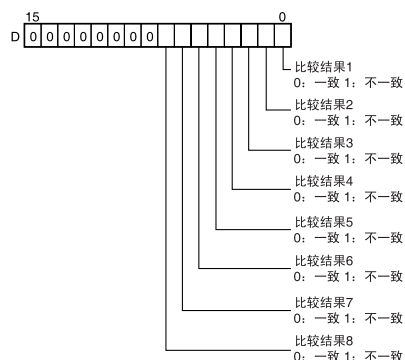 15 0
D 0 0 0 0 0 0 0 0
比较结果1
0：一致 1：不一致
比较结果2
0：一致 1：不一致
比较结果3
0：一致 1：不一致
比较结果4
0：一致 1：不一致
比较结果5
0：一致 1：不一致
比较结果6
0：一致 1：不一致
比较结果7
0：一致 1：不一致
比较结果8
0：一致 1：不一致